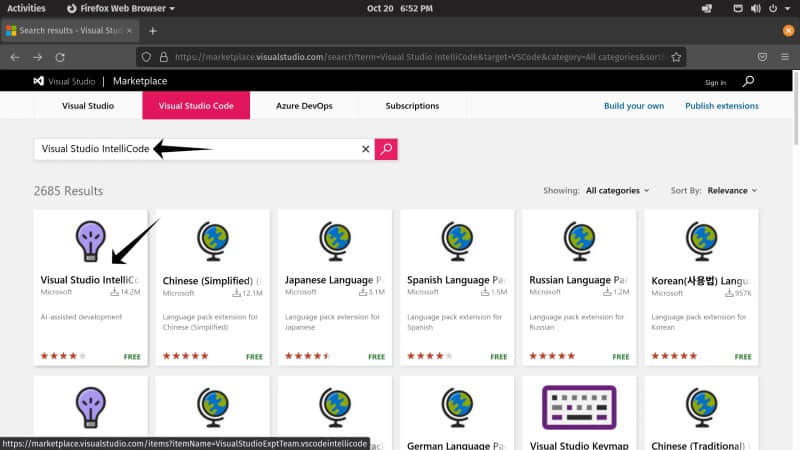 Activities Firefox Web Browser Oct 20 6:52 PM
Search results - Visual Stud
https://marketplace.visualstudio.com/search?term=Visual Studio IntelliCode&target=VSCode&category=All categories&sort
Visual Studio | Marketplace Sign in
Visual Studio Visual Studio Code Azure DevOps Subscriptions Build your own Publish extensions
Visual Studio IntelliCode
2685 Results Showing: All categories Sort By: Relevance
Visual Studio IntelliCo Chinese (Simplified) ( Japanese Language Pa Spanish Language Pac Russian Language Pa Korean(사용법) Langu
Microsoft 14.2M Microsoft 12.1M Microsoft 3.1M Microsoft 1.5M Microsoft 1.2M Microsoft 957K
AI-assisted development Language pack extension for Language pack extension for Language pack extension for Language pack extension for Language pack extension for
Chinese (Simplified) Japanese Spanish Russian Korean
FREE FREE FREE FREE FREE FREE
German Language Pa Visual Studio Keymap Chinese (Traditional)
https://marketplace.visualstudio.com/items?itemName=VisualStudioExptTeam.vscodeintellicode